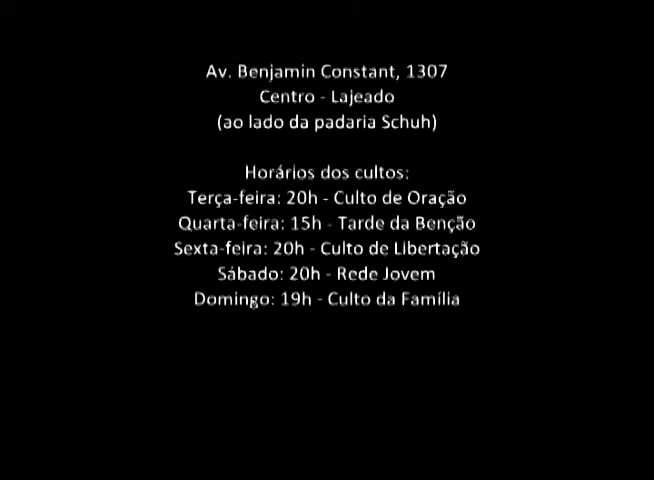 Av. Benjamin Constant, 1307
Centro - Lajeado
(ao lado da padaria Schuh)
Horários dos cultos:
Terça-feira: 20h - Culto de Oração
Quarta-feira: 15h - Tarde da Benção
Sexta-feira: 20h - Culto de Libertação
Sábado: 20h - Rede Jovem
Domingo: 19h - Culto da Família